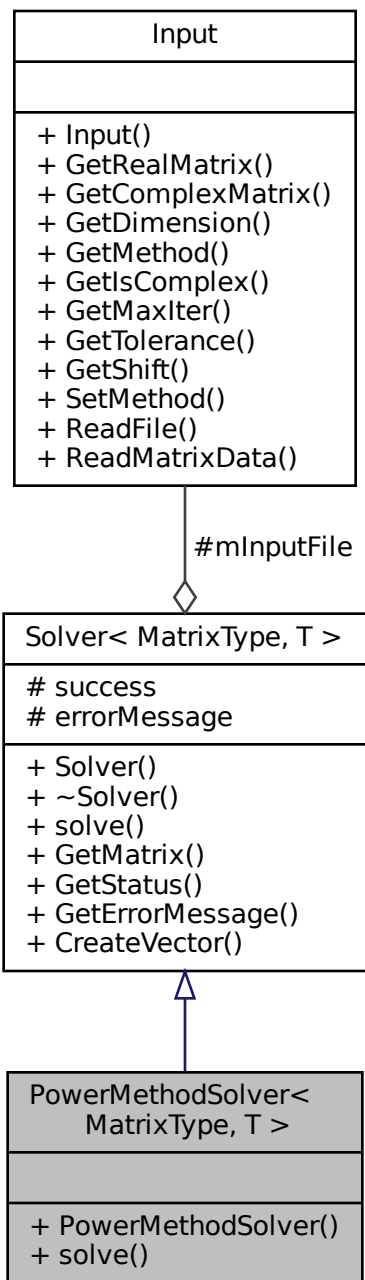 Input
+ Input()
+ GetRealMatrix()
+ GetComplexMatrix()
+ GetDimension()
+ GetMethod()
+ GetIsComplex()
+ GetMaxIter()
+ GetTolerance()
+ GetShift()
+ SetMethod()
+ ReadFile()
+ ReadMatrixData()
#mInputFile
Solver< MatrixType, T >
# success
# errorMessage
+ Solver()
+ ~Solver()
+ solve()
+ GetMatrix()
+ GetStatus()
+ GetErrorMessage()
+ CreateVector()
PowerMethodSolver<
MatrixType, T >
+ PowerMethodSolver()
+ solve()